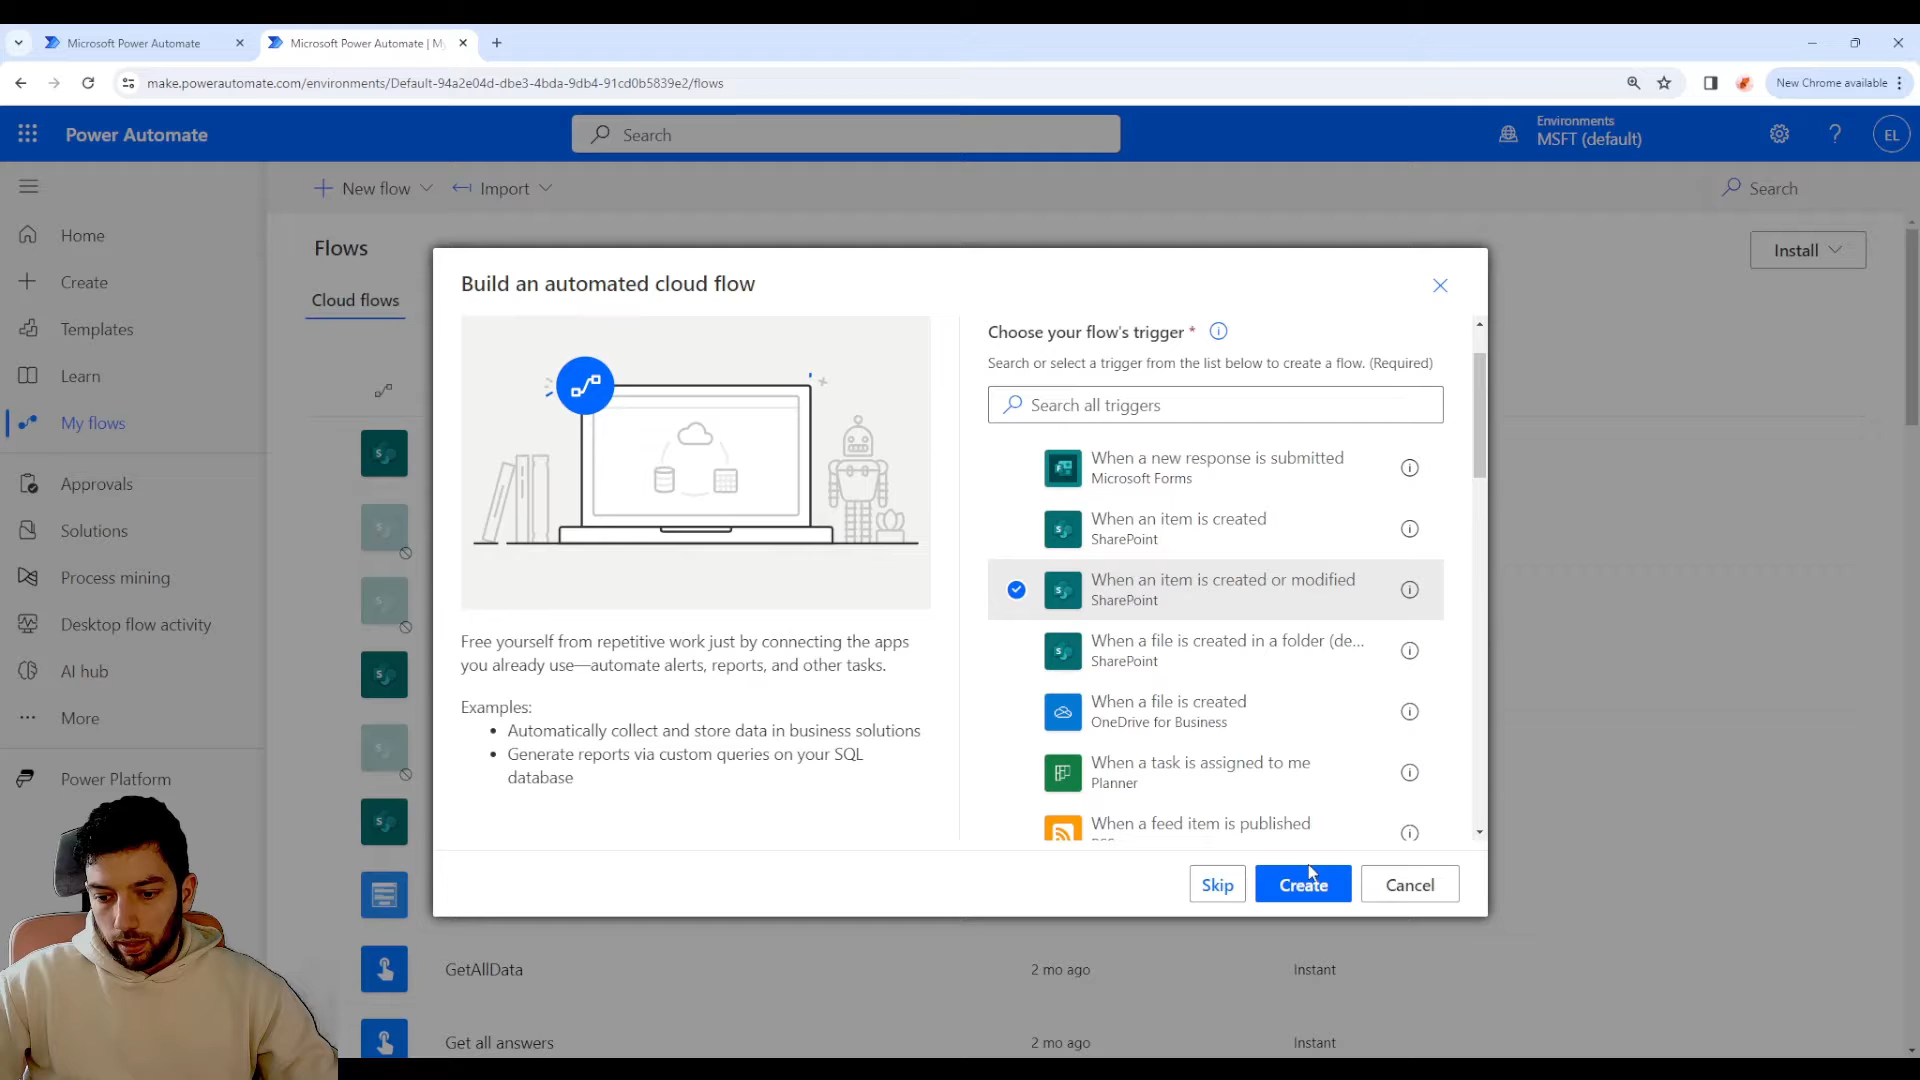 Microsoft Power Automate
Microsoft Power Automate | My
make.powerautomate.com/environments/Default-94a2e04d-dbe3-4bda-9db4-91cd0b5839e2/flows
New Chrome available
Power Automate
Search
Environments
MSFT (default)
EL
New flow
Import
Search
Home
Create
Templates
Learn
My flows
Approvals
Solutions
Process mining
Desktop flow activity
AI hub
More
Power Platform
Flows
Install
Cloud flows
Build an automated cloud flow
Free yourself from repetitive work just by connecting the apps
you already use—automate alerts, reports, and other tasks.
Examples:
• Automatically collect and store data in business solutions
• Generate reports via custom queries on your SQL
database
Choose your flow's trigger *
Search or select a trigger from the list below to create a flow. (Required)
Search all triggers
When a new response is submitted
Microsoft Forms
When an item is created
SharePoint
When an item is created or modified
SharePoint
When a file is created in a folder (de...
SharePoint
When a file is created
OneDrive for Business
When a task is assigned to me
Planner
When a feed item is published
Skip
Create
Cancel
GetAllData
2 mo ago
Instant
Get all answers
2 mo ago
Instant